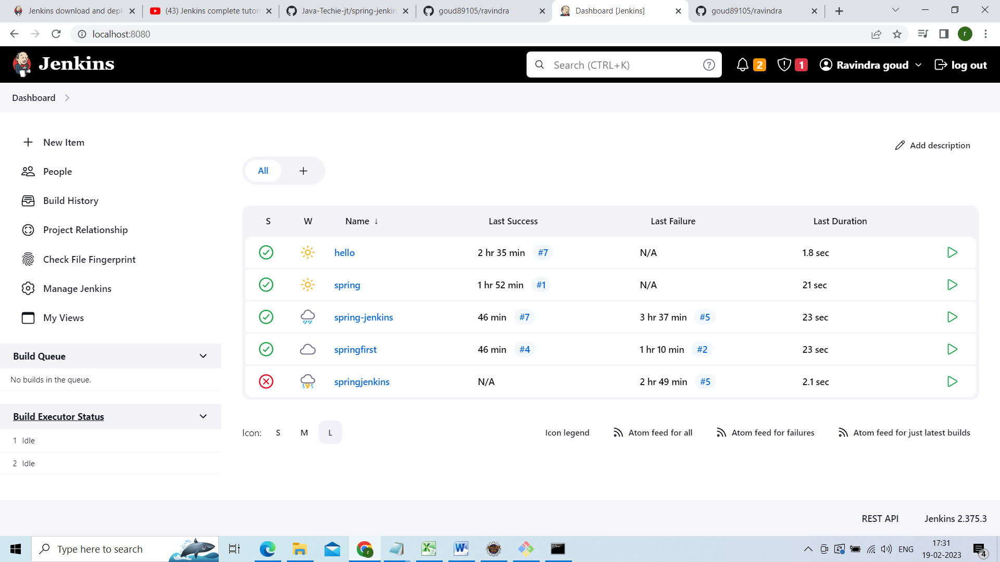 Jenkins download and depl
(43) Jenkins complete tutori
Java-Techie-jt/spring-jenkin
goud89105/ravindra
Dashboard [Jenkins]
goud89105/ravindra
localhost:8080
r
Jenkins
Search (CTRL+K)
2
1
Ravindra goud
log out
Dashboard
New Item
People
Build History
Project Relationship
Check File Fingerprint
Manage Jenkins
My Views
Build Queue
No builds in the queue.
Build Executor Status
1 Idle
2 Idle
Add description
All
S W Name ↓ Last Success Last Failure Last Duration
hello 2 hr 35 min #7 N/A 1.8 sec
spring 1 hr 52 min #1 N/A 21 sec
spring-jenkins 46 min #7 3 hr 37 min #5 23 sec
springfirst 46 min #4 1 hr 10 min #2 23 sec
springjenkins N/A 2 hr 49 min #5 2.1 sec
Icon: S M L
Icon legend
Atom feed for all
Atom feed for failures
Atom feed for just latest builds
REST API
Jenkins 2.375.3
Type here to search
ENG
17:31
19-02-2023
4